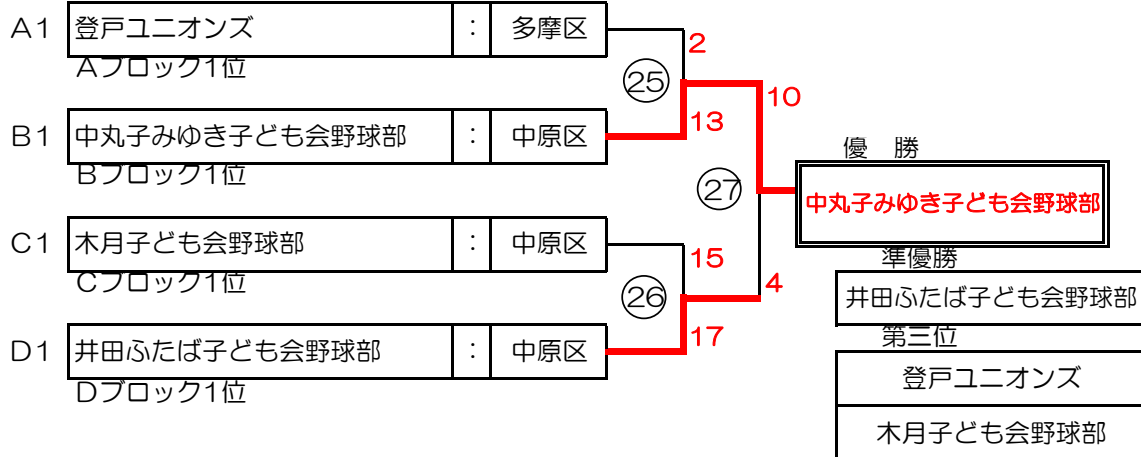 A1 登戸ユニオンズ : 多摩区
Aブロック1位
2
㉕
10
B1 中丸子みゆき子ども会野球部 : 中原区
13
Bブロック1位
優 勝
㉗
中丸子みゆき子ども会野球部
C1 木月子ども会野球部 : 中原区
15
Cブロック1位
準優勝
㉖
4
井田ふたば子ども会野球部
D1 井田ふたば子ども会野球部 : 中原区
17
第三位
Dブロック1位
登戸ユニオンズ
木月子ども会野球部